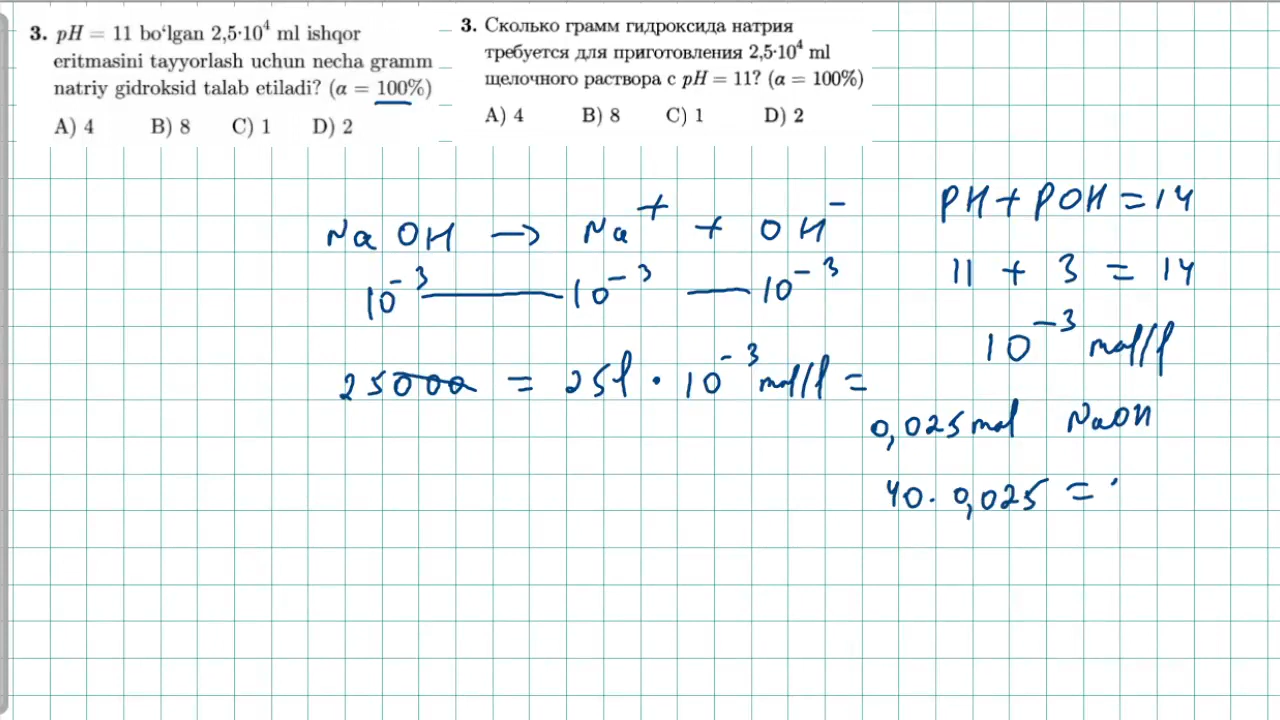 3. pH = 11 bo‘lgan 2,5·10⁴ ml ishqor
eritmasini tayyorlash uchun necha gramm
natriy gidroksid talab etiladi? (α = 100%)
A) 4 B) 8 C) 1 D) 2
3. Сколько грамм гидроксида натрия
требуется для приготовления 2,5·10⁴ ml
щелочного раствора с pH = 11? (α = 100%)
A) 4 B) 8 C) 1 D) 2
NaOH → Na⁺ + OH⁻
10⁻³ — 10⁻³ — 10⁻³
25000 = 25l · 10⁻³ mol/l =
0,025 mol NaOH
40 · 0,025 =
PH + POH = 14
11 + 3 = 14
10⁻³ mol/l